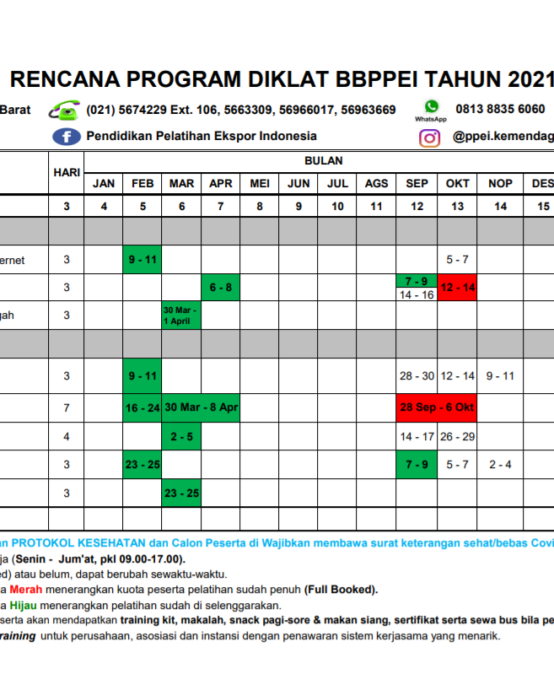 RENCANA PROGRAM DIKLAT BBPPEI TAHUN 2021
Barat (021) 5674229 Ext. 106, 5663309, 56966017, 56963669 WhatsApp 0813 8835 6060
f Pendidikan Pelatihan Ekspor Indonesia @ppei.kemendag
HARI BULAN
JAN FEB MAR APR MEI JUN JUL AGS SEP OKT NOP DES
3 4 5 6 7 8 9 10 11 12 13 14 15
ernet 3 9 - 11 5 - 7
3 6 - 8 7 - 9 12 - 14
14 - 16
gah 3 30 Mar -
1 April
3 9 - 11 28 - 30 12 - 14 9 - 11
7 16 - 24 30 Mar - 8 Apr 28 Sep - 6 Okt
4 2 - 5 14 - 17 26 - 29
3 23 - 25 7 - 9 5 - 7 2 - 4
3 23 - 25
n PROTOKOL KESEHATAN dan Calon Peserta di Wajibkan membawa surat keterangan sehat/bebas Covi
ja (Senin - Jum'at, pkl 09.00-17.00).
ed) atau belum, dapat berubah sewaktu-waktu.
a Merah menerangkan kuota peserta pelatihan sudah penuh (Full Booked).
a Hijau menerangkan pelatihan sudah di selenggarakan.
serta akan mendapatkan training kit, makalah, snack pagi-sore & makan siang, sertifikat serta sewa bus bila pe
raining untuk perusahaan, asosiasi dan instansi dengan penawaran sistem kerjasama yang menarik.